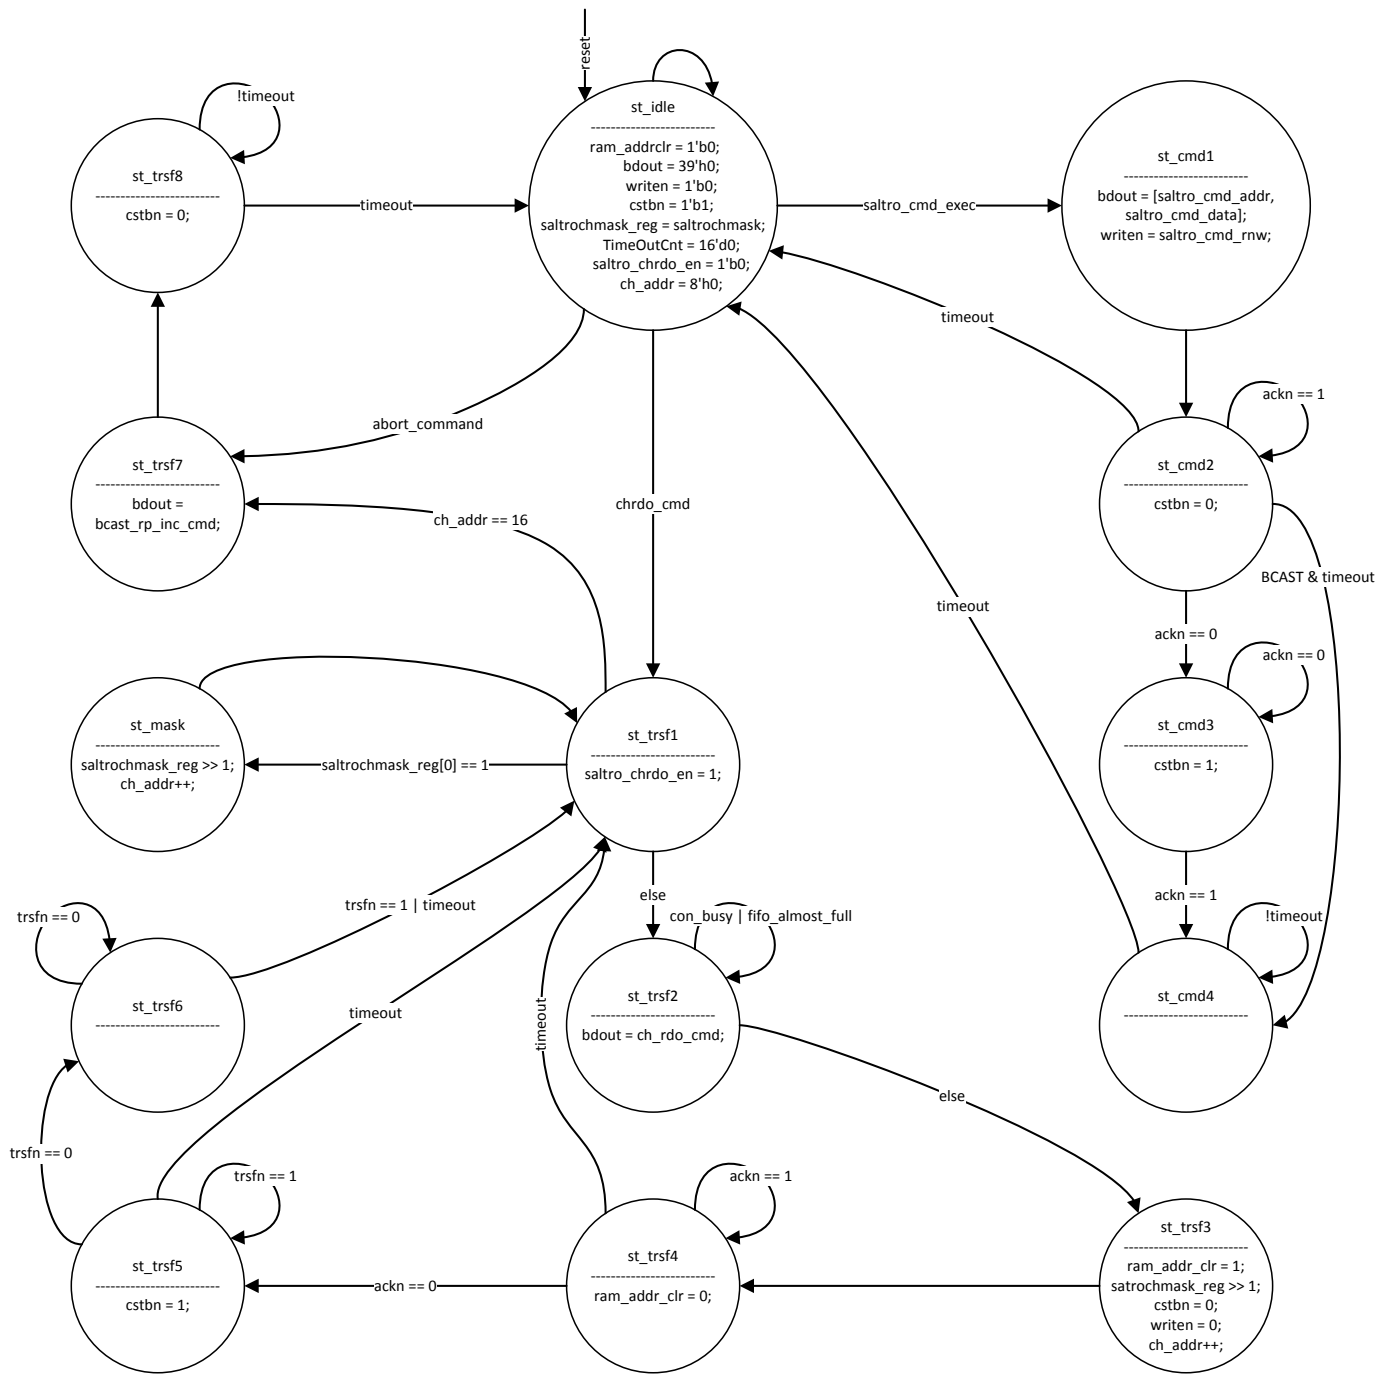 reset
!timeout
st_idle
--------------------------
ram_addrclr = 1'b0;
bdout = 39'h0;
writen = 1'b0;
cstbn = 1'b1;
saltrochmask_reg = saltrochmask;
TimeOutCnt = 16'd0;
saltro_chrdo_en = 1'b0;
ch_addr = 8'h0;
st_trsf8
--------------------------
cstbn = 0;
timeout
saltro_cmd_exec
st_cmd1
--------------------------
bdout = [saltro_cmd_addr,
saltro_cmd_data];
writen = saltro_cmd_rnw;
timeout
ackn == 1
abort_command
st_trsf7
--------------------------
bdout =
bcast_rp_inc_cmd;
st_cmd2
--------------------------
cstbn = 0;
chrdo_cmd
ch_addr == 16
BCAST & timeout
timeout
ackn == 0
ackn == 0
st_mask
--------------------------
saltrochmask_reg >> 1;
ch_addr++;
saltrochmask_reg[0] == 1
st_trsf1
--------------------------
saltro_chrdo_en = 1;
st_cmd3
--------------------------
cstbn = 1;
trsfn == 0
trsfn == 1 | timeout
else
con_busy | fifo_almost_full
ackn == 1
!timeout
st_trsf6
--------------------------
timeout
timeout
st_trsf2
--------------------------
bdout = ch_rdo_cmd;
st_cmd4
--------------------------
else
trsfn == 0
trsfn == 1
ackn == 1
st_trsf5
--------------------------
cstbn = 1;
ackn == 0
st_trsf4
--------------------------
ram_addr_clr = 0;
st_trsf3
--------------------------
ram_addr_clr = 1;
satrochmask_reg >> 1;
cstbn = 0;
writen = 0;
ch_addr++;